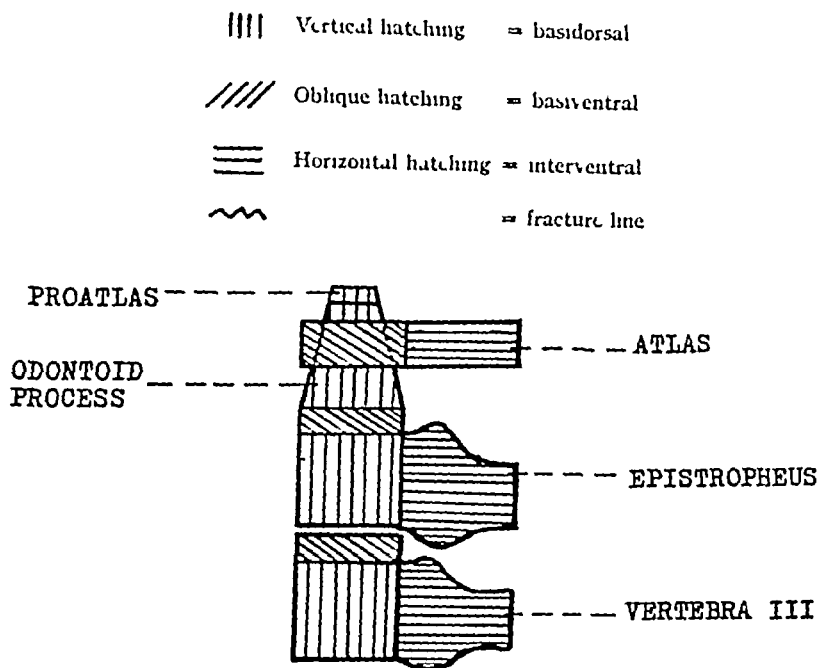 Vertical hatching = basidorsal
Oblique hatching = basiventral
Horizontal hatching = interventral
= fracture line
PROATLAS
ATLAS
ODONTOID
PROCESS
EPISTROPHEUS
VERTEBRA III